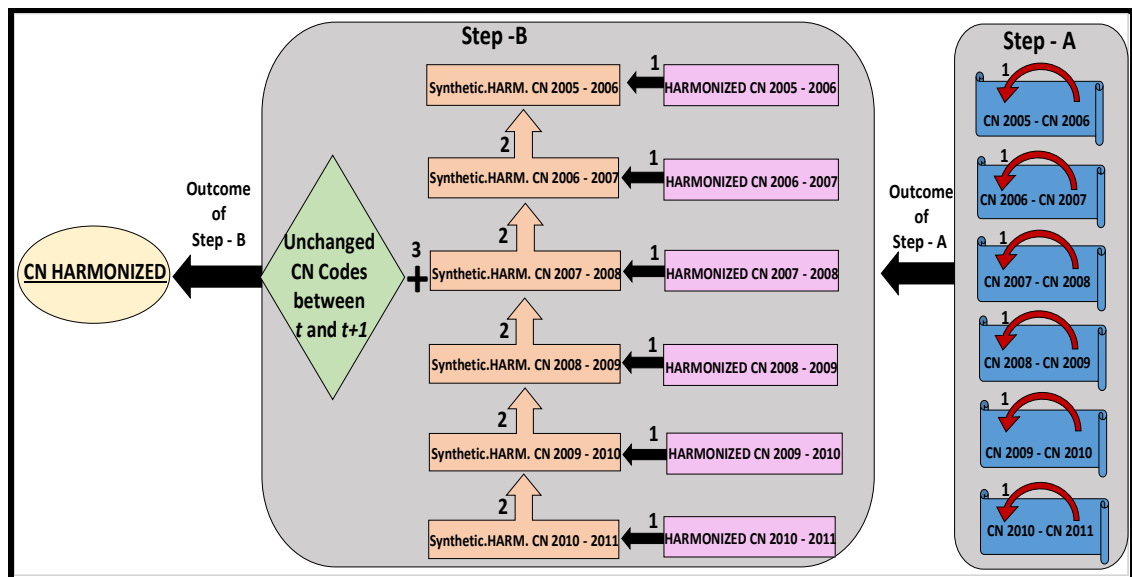 Step -B
Step - A
1
Synthetic.HARM. CN 2005 - 2006
1
HARMONIZED CN 2005 - 2006
CN 2005 - CN 2006
2
Synthetic.HARM. CN 2006 - 2007
1
HARMONIZED CN 2006 - 2007
1
CN 2006 - CN 2007
2
Synthetic.HARM. CN 2007 - 2008
1
HARMONIZED CN 2007 - 2008
1
CN 2007 - CN 2008
2
Synthetic.HARM. CN 2008 - 2009
1
HARMONIZED CN 2008 - 2009
1
CN 2008 - CN 2009
2
Synthetic.HARM. CN 2009 - 2010
1
HARMONIZED CN 2009 - 2010
1
CN 2009 - CN 2010
2
Synthetic.HARM. CN 2010 - 2011
1
HARMONIZED CN 2010 - 2011
1
CN 2010 - CN 2011
Outcome
of
Step - A
3
+
Unchanged
CN Codes
between
t and t+1
Outcome
of
Step - B
CN HARMONIZED